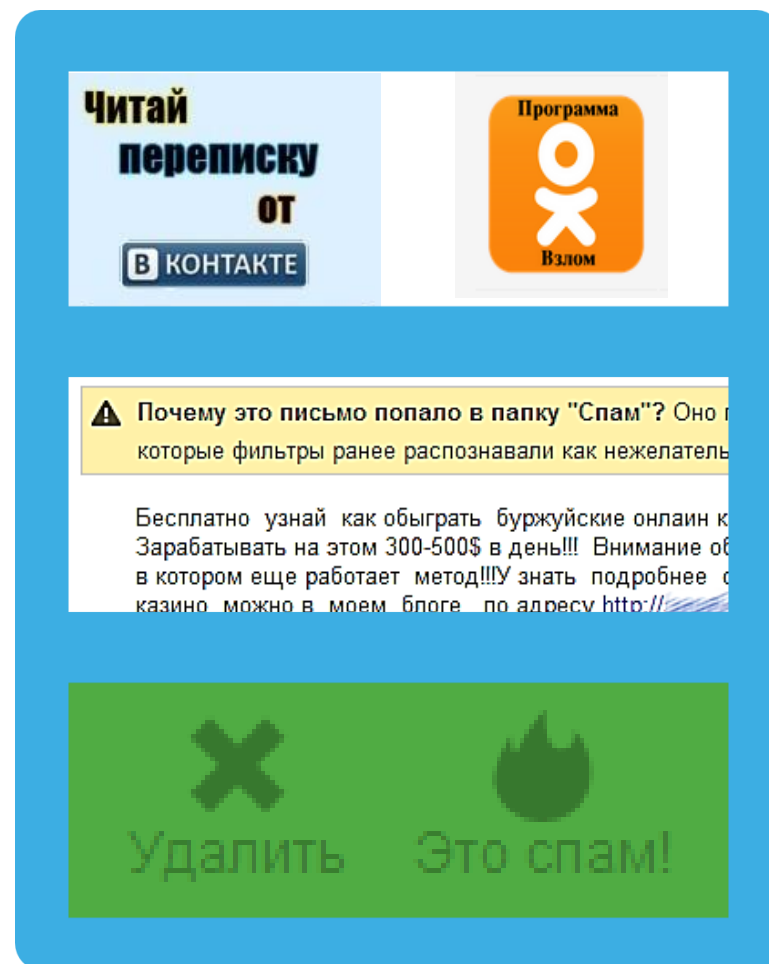 Читай
переписку
от
В КОНТАКТЕ
Программа
Взлом
Почему это письмо попало в папку "Спам"? Оно
которые фильтры ранее распознавали как нежелатель
Бесплатно узнай как обыграть буржуйские онлаин к
Зарабатывать на этом 300-500$ в день!!! Внимание об
в котором еще работает метод!!!У знать подробнее
казино можно в моем блоге по адресу http://
Удалить
Это спам!